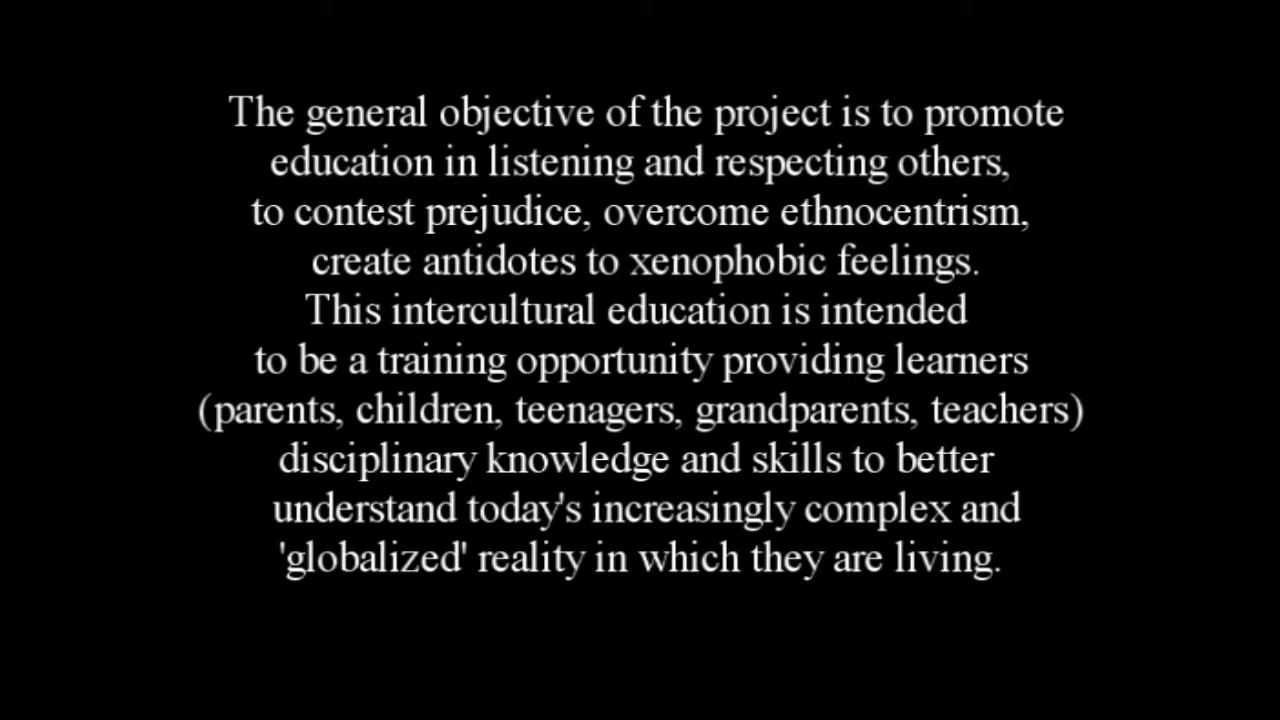 The general objective of the project is to promote
education in listening and respecting others,
to contest prejudice, overcome ethnocentrism,
create antidotes to xenophobic feelings.
This intercultural education is intended
to be a training opportunity providing learners
(parents, children, teenagers, grandparents, teachers)
disciplinary knowledge and skills to better
understand today's increasingly complex and
'globalized' reality in which they are living.